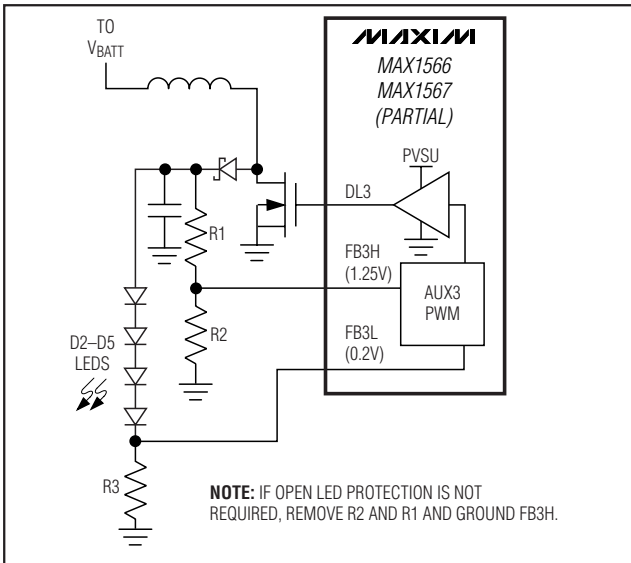 TO
VBATT
MAXIM
MAX1566
MAX1567
(PARTIAL)
PVSU
DL3
R1
FB3H
(1.25V)
AUX3
PWM
R2
FB3L
(0.2V)
D2–D5
LEDS
R3
NOTE: IF OPEN LED PROTECTION IS NOT
REQUIRED, REMOVE R2 AND R1 AND GROUND FB3H.